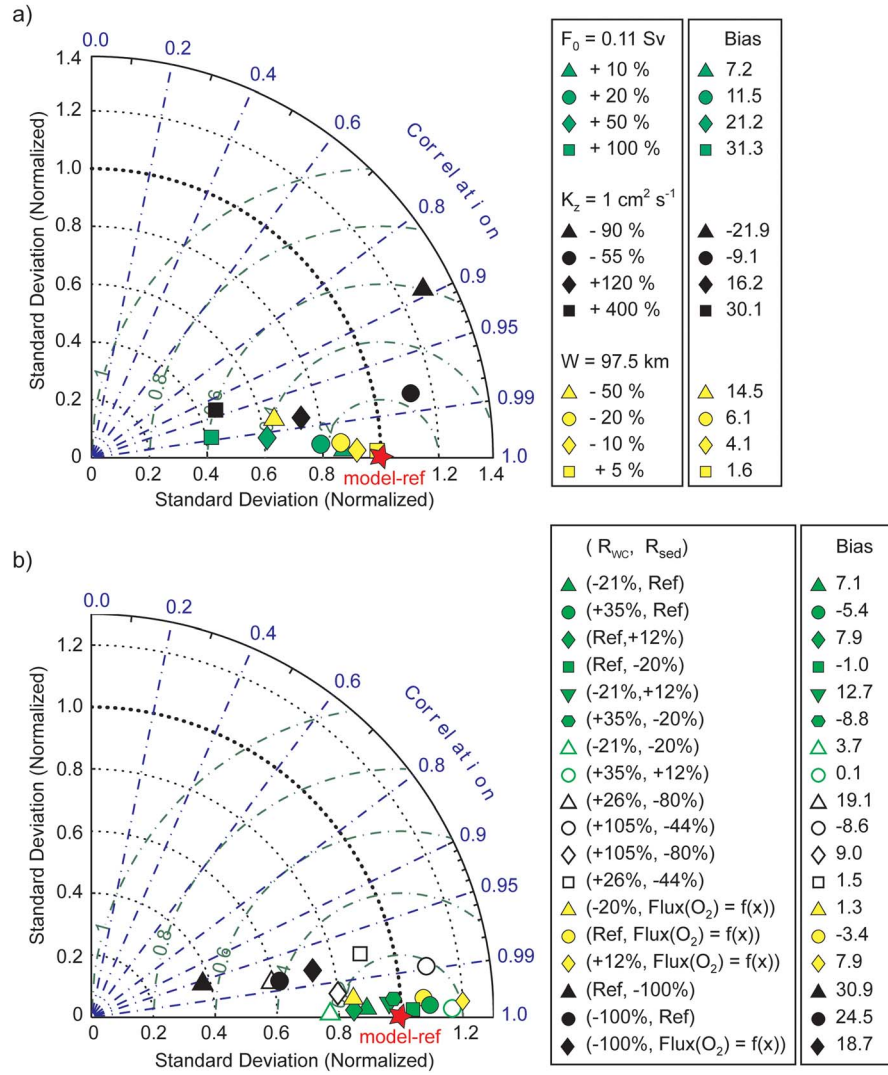 a)
0.0
0.2
0.4
0.6
Correlation
0.8
0.9
0.95
0.99
1.0
1.4
1.2
1.0
0.8
0.6
0.4
0.2
0
Standard Deviation (Normalized)
1
0.8
0.6
0 0.2 0.4 0.6 0.8 1.0 1.2 1.4
model-ref
Standard Deviation (Normalized)
F0 = 0.11 Sv Bias
+ 10 % 7.2
+ 20 % 11.5
+ 50 % 21.2
+ 100 % 31.3
Kz = 1 cm² s⁻¹
- 90 % -21.9
- 55 % -9.1
+120 % 16.2
+ 400 % 30.1
W = 97.5 km
- 50 % 14.5
- 20 % 6.1
- 10 % 4.1
+ 5 % 1.6
b)
0.0
0.2
0.4
0.6
Correlation
0.8
0.9
0.95
0.99
1.0
1.2
1.0
0.8
0.6
0.4
0.2
0
Standard Deviation (Normalized)
1
0.8
0.6
0 0.2 0.4 0.6 0.8 1.0 1.2
model-ref
Standard Deviation (Normalized)
( RWC, Rsed) Bias
(-21%, Ref) 7.1
(+35%, Ref) -5.4
(Ref,+12%) 7.9
(Ref, -20%) -1.0
(-21%,+12%) 12.7
(+35%, -20%) -8.8
(-21%, -20%) 3.7
(+35%, +12%) 0.1
(+26%, -80%) 19.1
(+105%, -44%) -8.6
(+105%, -80%) 9.0
(+26%, -44%) 1.5
(-20%, Flux(O2) = f(x)) 1.3
(Ref, Flux(O2) = f(x)) -3.4
(+12%, Flux(O2) = f(x)) 7.9
(Ref, -100%) 30.9
(-100%, Ref) 24.5
(-100%, Flux(O2) = f(x)) 18.7